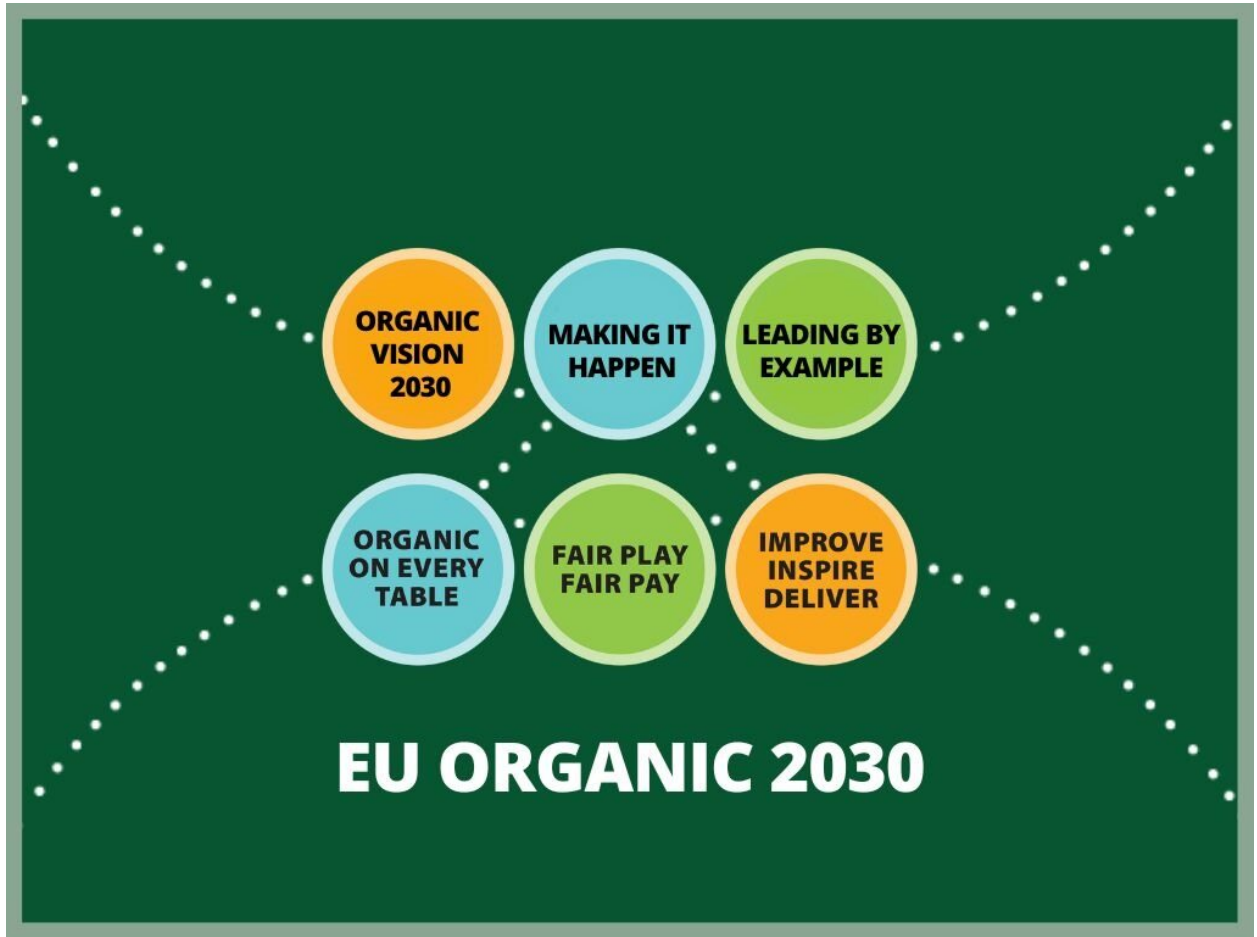 ORGANIC
VISION
2030
MAKING IT
HAPPEN
LEADING BY
EXAMPLE
ORGANIC
ON EVERY
TABLE
FAIR PLAY
FAIR PAY
IMPROVE
INSPIRE
DELIVER
EU ORGANIC 2030